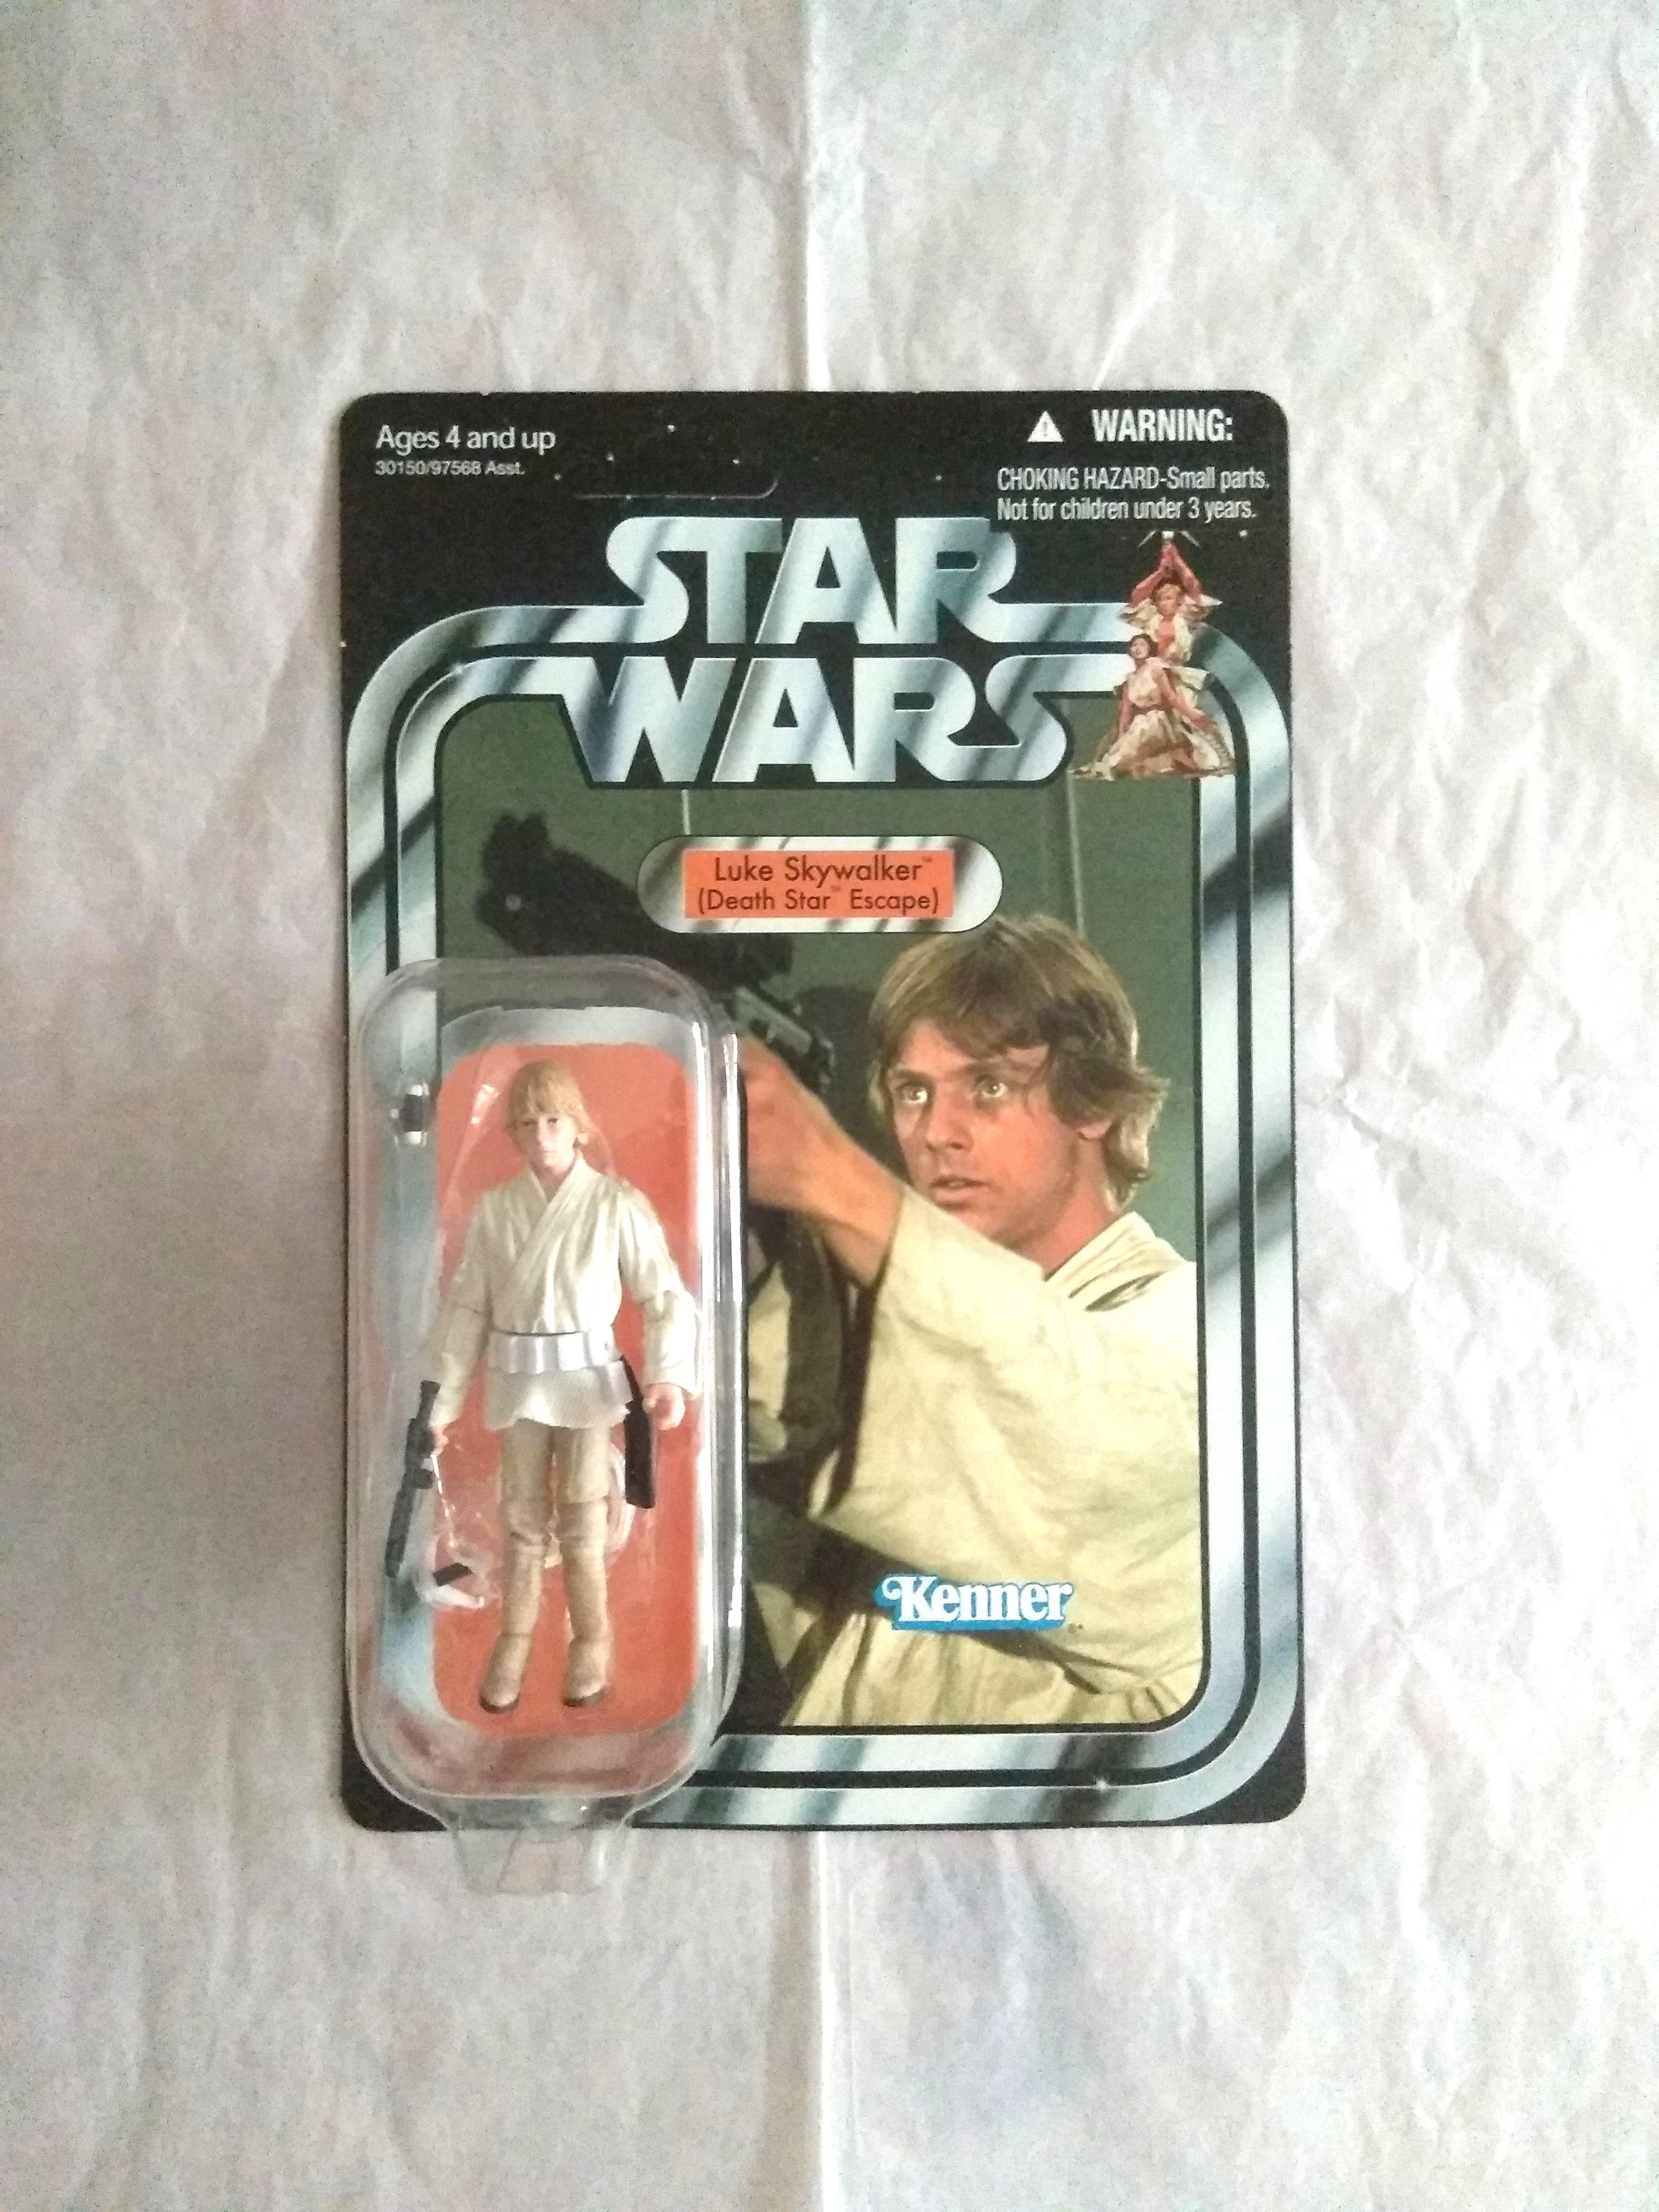 Ages 4 and up
30150/97568 Asst.
WARNING:
CHOKING HAZARD-Small parts.
Not for children under 3 years.
STAR
WARS
Luke Skywalker™
(Death Star™ Escape)
Kenner